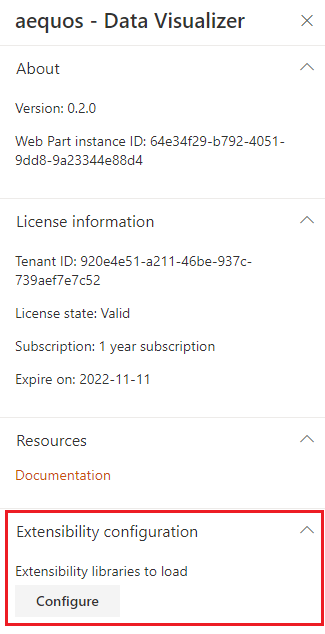 aequos - Data Visualizer
About
Version: 0.2.0
Web Part instance ID: 64e34f29-b792-4051-
9dd8-9a23344e88d4
License information
Tenant ID: 920e4e51-a211-46be-937c-
739aef7e7c52
License state: Valid
Subscription: 1 year subscription
Expire on: 2022-11-11
Resources
Documentation
Extensibility configuration
Extensibility libraries to load
Configure